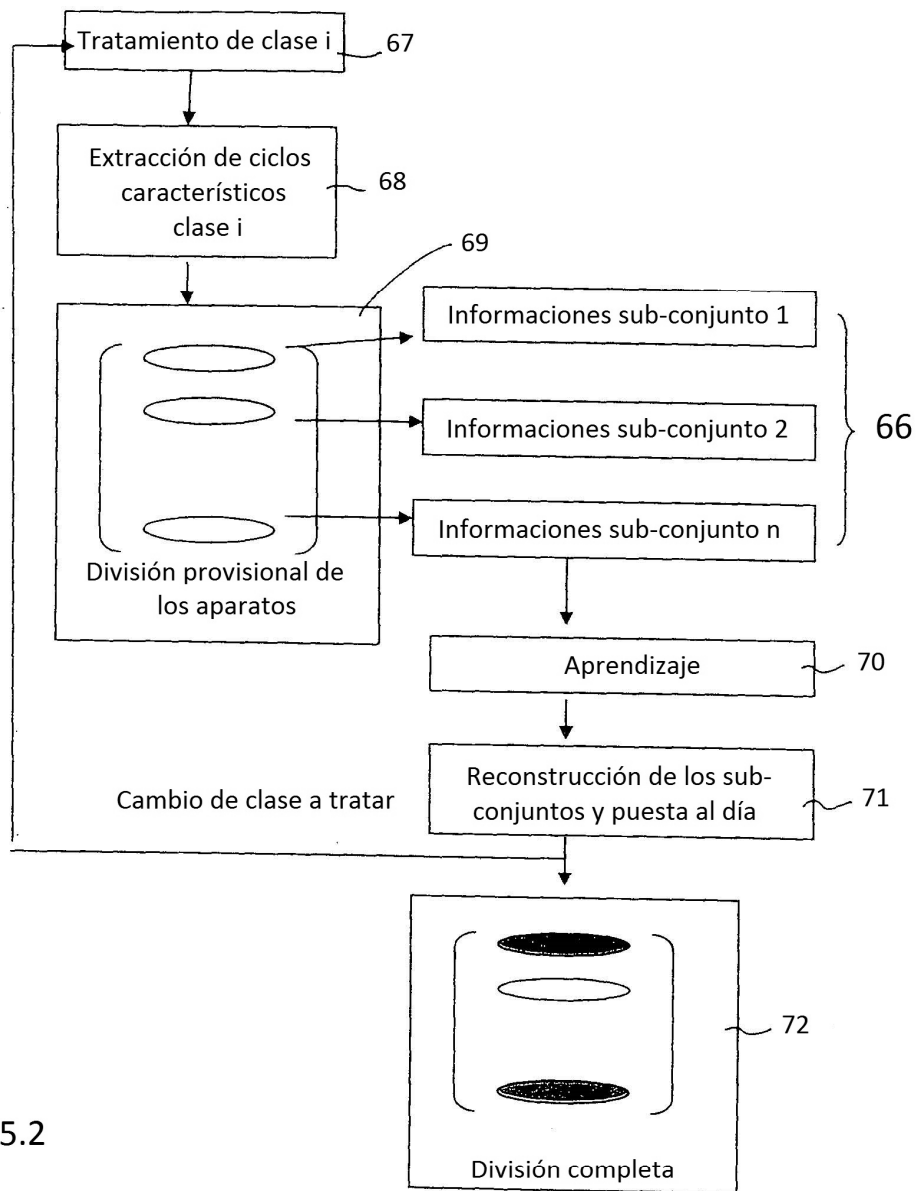 Tratamiento de clase i
67
Extracción de ciclos
característicos
clase i
68
69
Informaciones sub-conjunto 1
Informaciones sub-conjunto 2
66
Informaciones sub-conjunto n
División provisional de
los aparatos
Aprendizaje
70
Reconstrucción de los sub-
conjuntos y puesta al día
71
Cambio de clase a tratar
72
5.2
División completa